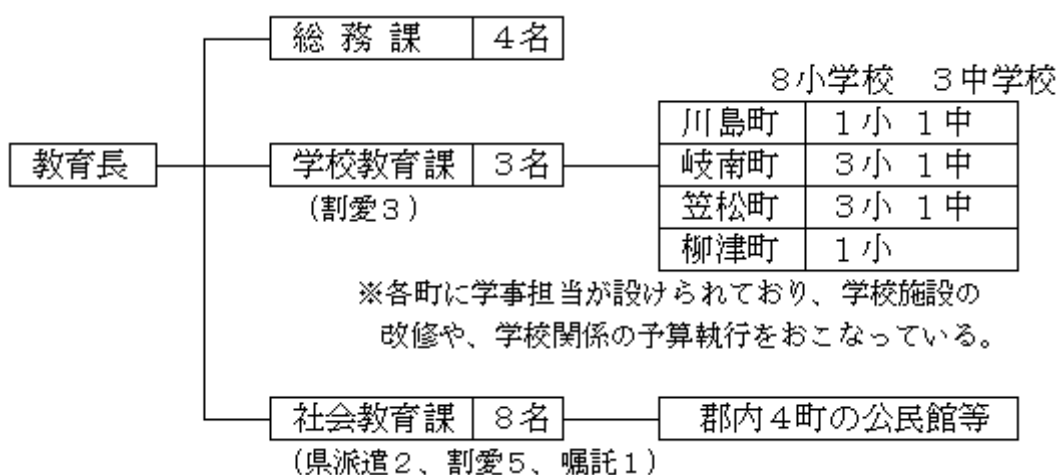 総務課 ４名
８小学校 ３中学校
川島町 １小 １中
教育長 学校教育課 ３名 岐南町 ３小 １中
(割愛３) 笠松町 ３小 １中
柳津町 １小
※各町に学事担当が設けられており、学校施設の
改修や、学校関係の予算執行をおこなっている。
社会教育課 ８名 郡内４町の公民館等
(県派遣２、割愛５、嘱託１)